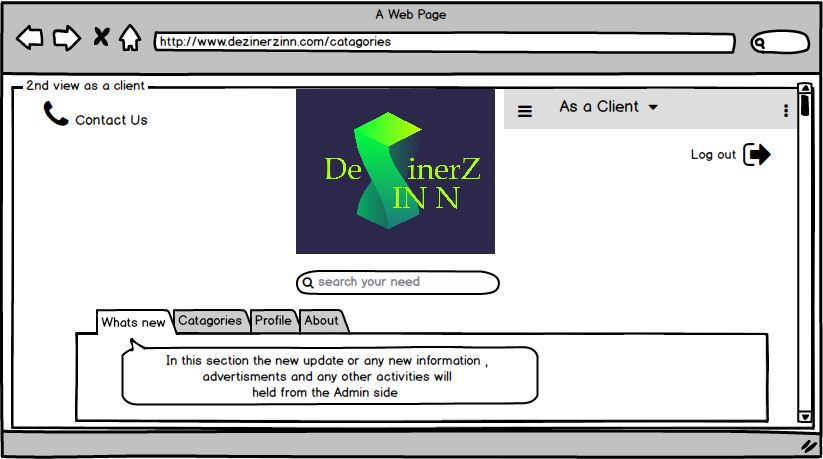 A Web Page
http://www.dezinerzinn.com/catagories
2nd view as a client
Contact Us
As a Client
Log out
De inerZ
IN N
search your need
Whats new
Catagories
Profile
About
In this section the new update or any new information ,
advertisments and any other activities will
held from the Admin side